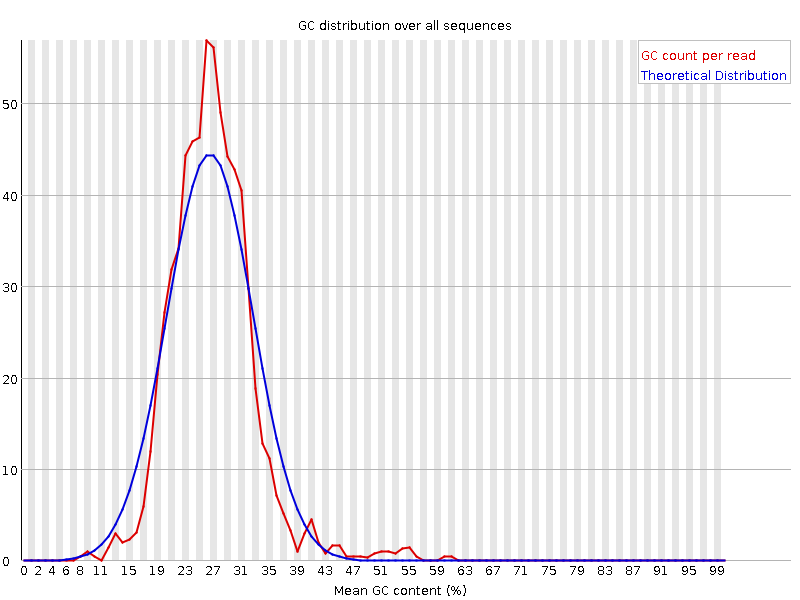 GC distribution over all sequences
GC count per read
Theoretical Distribution
50
40
30
20
10
0
0 2 4 6 8 11 15 19 23 27 31 35 39 43 47 51 55 59 63 67 71 75 79 83 87 91 95 99
Mean GC content (%)